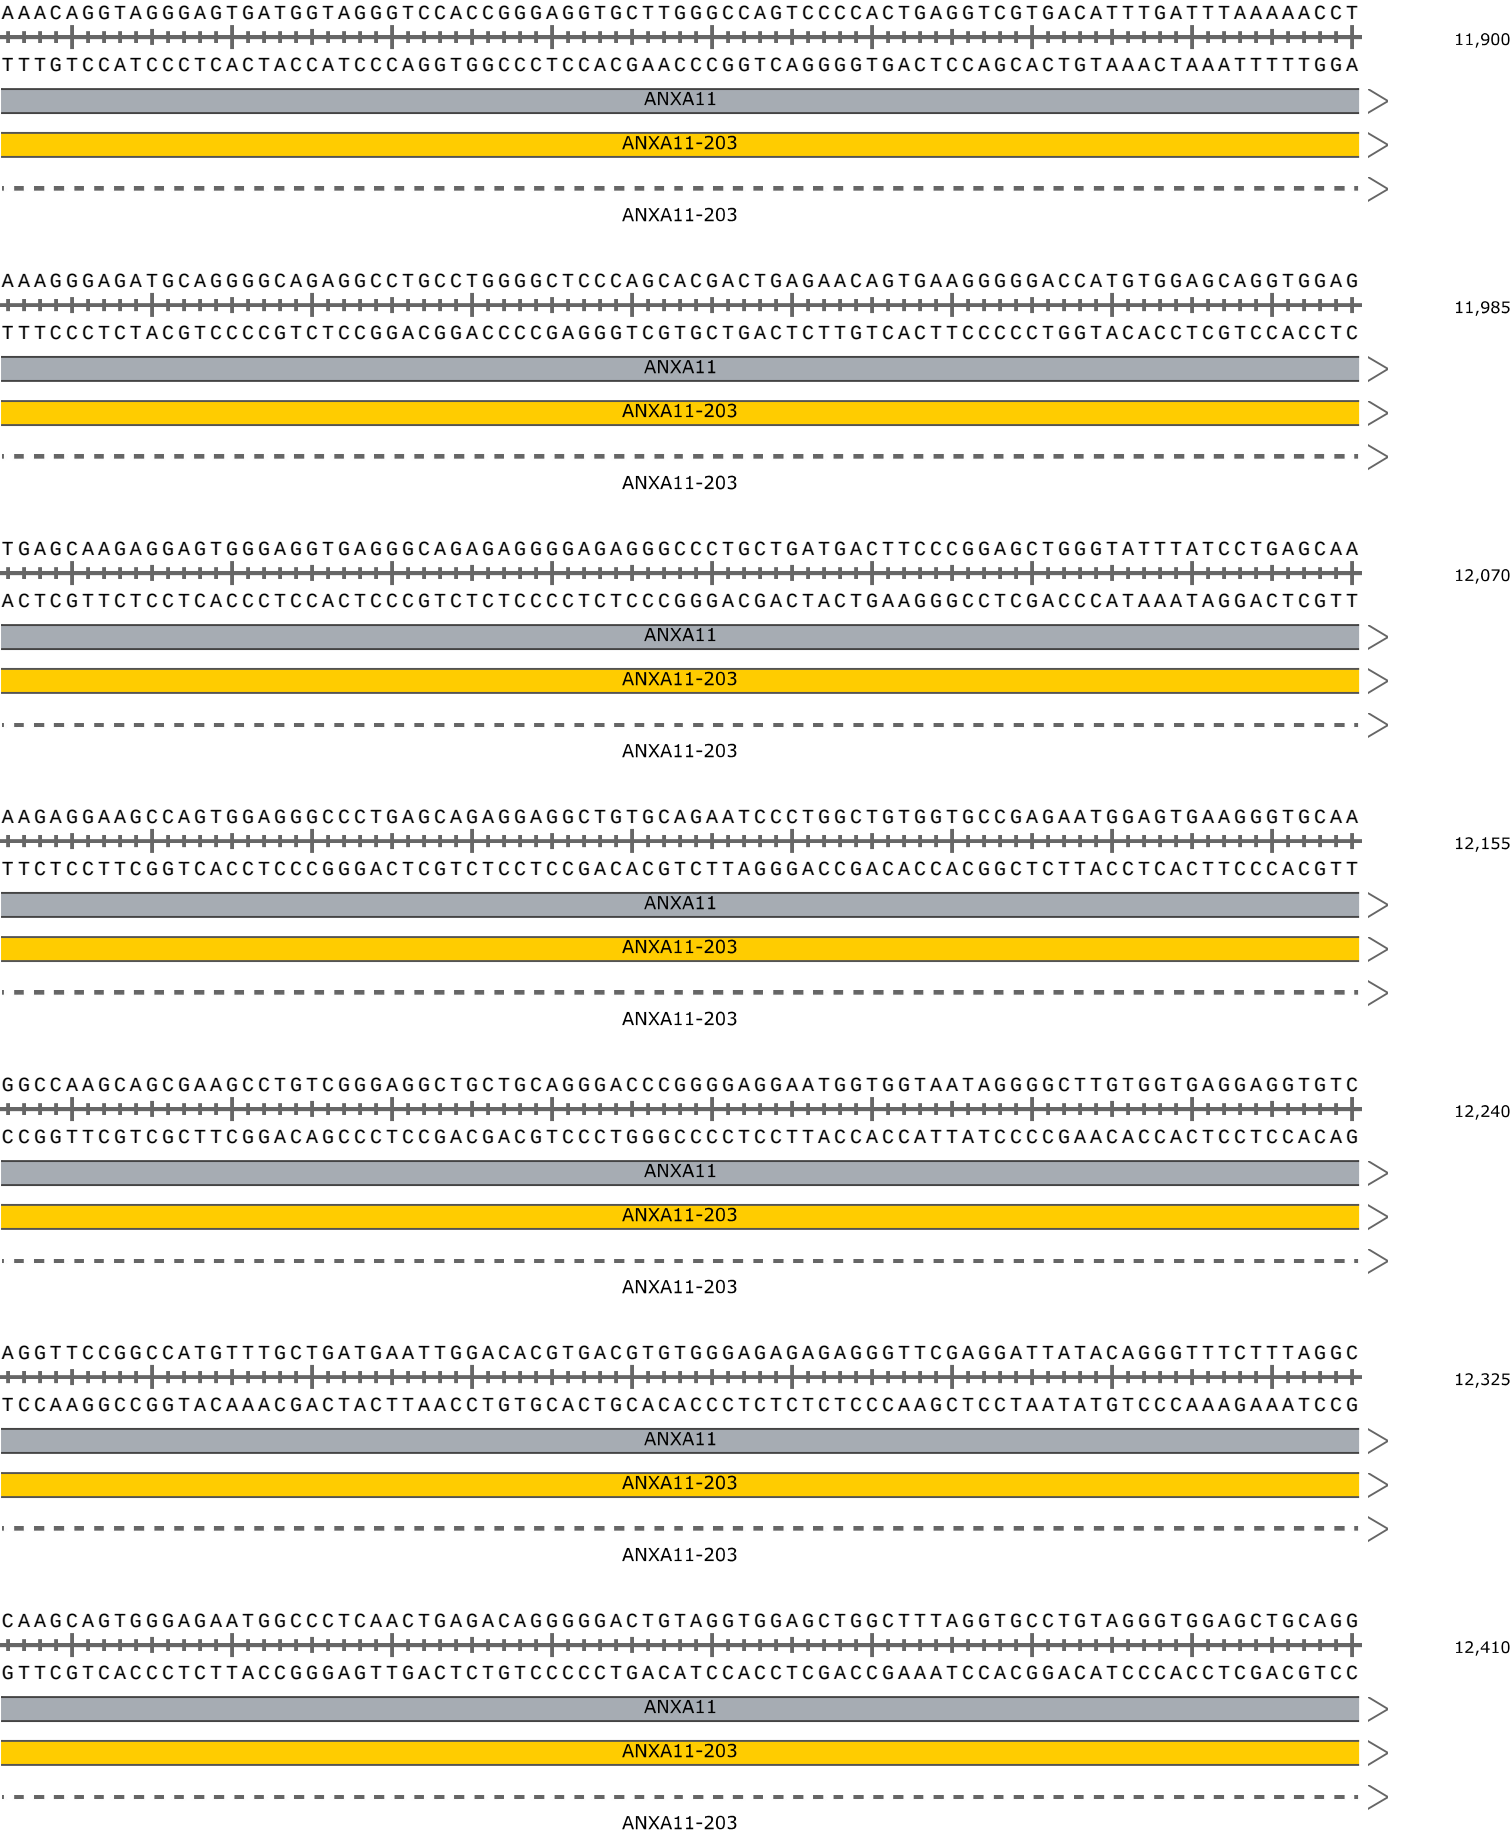 AAACAGGTAGGGAGTGATGGTAGGGTCCACCGGGAGGTGCTTGGGCCAGTCCCCACTGAGGTCGTGACATTTGATTTAAAAACCT
11,900
TTTGTCCATCCCTCACTACCATCCCAGGTGGCCCTCCACGAACCCGGTCAGGGGTGACTCCAGCACTGTAAACTAAATTTTTGGA
ANXA11
ANXA11-203
ANXA11-203
AAAGGGAGATGCAGGGGCAGAGGCCTGCCTGGGGCTCCCAGCACGACTGAGAACAGTGAAGGGGGACCATGTGGAGCAGGTGGAG
11,985
TTTCCCTCTACGTCCCCGTCTCCGGACGGACCCCGAGGGTCGTGCTGACTCTTGTCACTTCCCCCTGGTACACCTCGTCCACCTC
ANXA11
ANXA11-203
ANXA11-203
TGAGCAAGAGGAGTGGGAGGTGAGGGCAGAGAGGGGAGAGGGCCCTGCTGATGACTTCCCGGAGCTGGGTATTTATCCTGAGCAA
12,070
ACTCGTTCTCCTCACCCTCCACTCCCGTCTCTCCCCTCTCCCGGGACGACTACTGAAGGGCCTCGACCCATAAATAGGACTCGTT
ANXA11
ANXA11-203
ANXA11-203
AAGAGGAAGCCAGTGGAGGGCCCTGAGCAGAGGAGGCTGTGCAGAATCCCTGGCTGTGGTGCCGAGAATGGAGTGAAGGGTGCAA
12,155
TTCTCCTTCGGTCACCTCCCGGGACTCGTCTCCTCCGACACGTCTTAGGGACCGACACCACGGCTCTTACCTCACTTCCCACGTT
ANXA11
ANXA11-203
ANXA11-203
GGCCAAGCAGCGAAGCCTGTCGGGAGGCTGCTGCAGGGACCCGGGGAGGAATGGTGGTAATAGGGGCTTGTGGTGAGGAGGTGTC
12,240
CCGGTTCGTCGCTTCGGACAGCCCTCCGACGACGTCCCTGGGCCCCTCCTTACCACCATTATCCCCGAACACCACTCCTCCACAG
ANXA11
ANXA11-203
ANXA11-203
AGGTTCCGGCCATGTTTGCTGATGAATTGGACACGTGACGTGTGGGAGAGAGAGGGTTCGAGGATTATACAGGGTTTCTTTAGGC
12,325
TCCAAGGCCGGTACAAACGACTACTTAACCTGTGCACTGCACACCCTCTCTCTCCCAAGCTCCTAATATGTCCCAAAGAAATCCG
ANXA11
ANXA11-203
ANXA11-203
CAAGCAGTGGGAGAATGGCCCTCAACTGAGACAGGGGGACTGTAGGTGGAGCTGGCTTTAGGTGCCTGTAGGGTGGAGCTGCAGG
12,410
GTTCGTCACCCTCTTACCGGGAGTTGACTCTGTCCCCCTGACATCCACCTCGACCGAAATCCACGGACATCCCACCTCGACGTCC
ANXA11
ANXA11-203
ANXA11-203